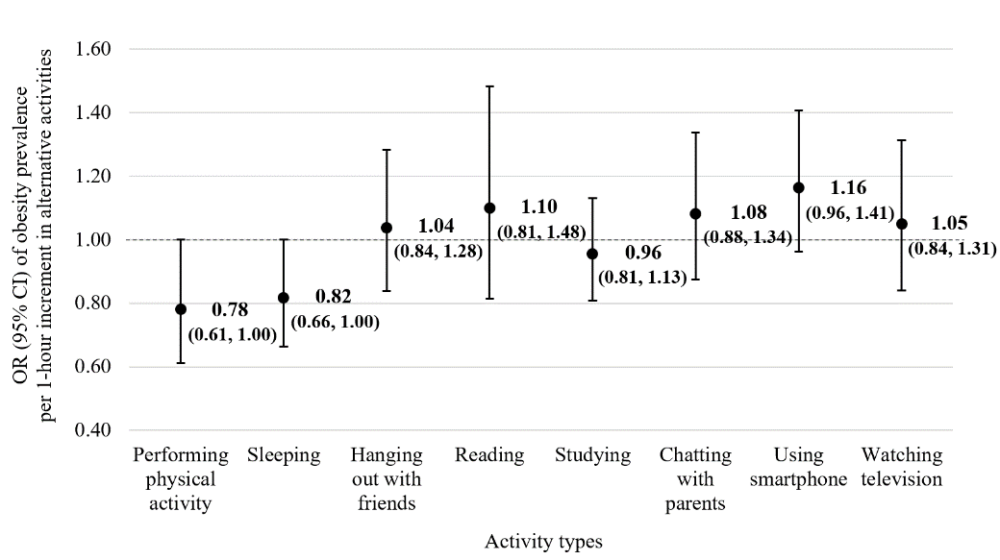 OR (95% CI) of obesity prevalence
per 1-hour increment in alternative activities
1.60
1.40
1.20
1.00
0.80
0.60
0.40
0.78
(0.61, 1.00)
0.82
(0.66, 1.00)
1.04
(0.84, 1.28)
1.10
(0.81, 1.48)
0.96
(0.81, 1.13)
1.08
(0.88, 1.34)
1.16
(0.96, 1.41)
1.05
(0.84, 1.31)
Performing
physical
activity
Sleeping
Hanging
out with
friends
Reading
Studying
Chatting
with
parents
Using
smartphone
Watching
television
Activity types